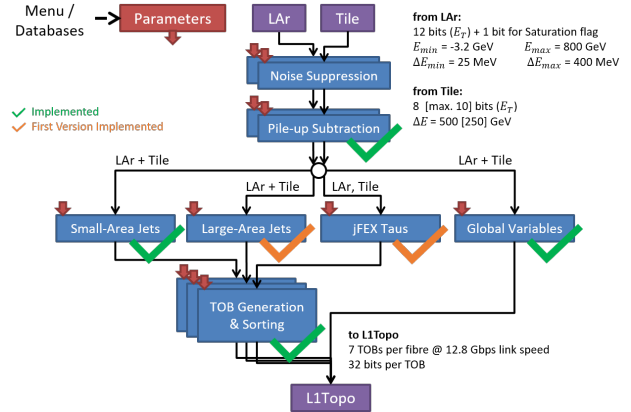 Menu /
Databases
Parameters
LAr
Tile
from LAr:
12 bits (E_T) + 1 bit for Saturation flag
E_min = -3.2 GeV E_max = 800 GeV
ΔE_min = 25 MeV ΔE_max = 400 MeV
Noise Suppression
from Tile:
8 [max. 10] bits (E_T)
ΔE = 500 [250] GeV
Implemented
First Version Implemented
Pile-up Subtraction
LAr + Tile
LAr + Tile
LAr, Tile
LAr + Tile
Small-Area Jets
Large-Area Jets
jFEX Taus
Global Variables
TOB Generation
& Sorting
to L1Topo
7 TOBs per fibre @ 12.8 Gbps link speed
32 bits per TOB
L1Topo